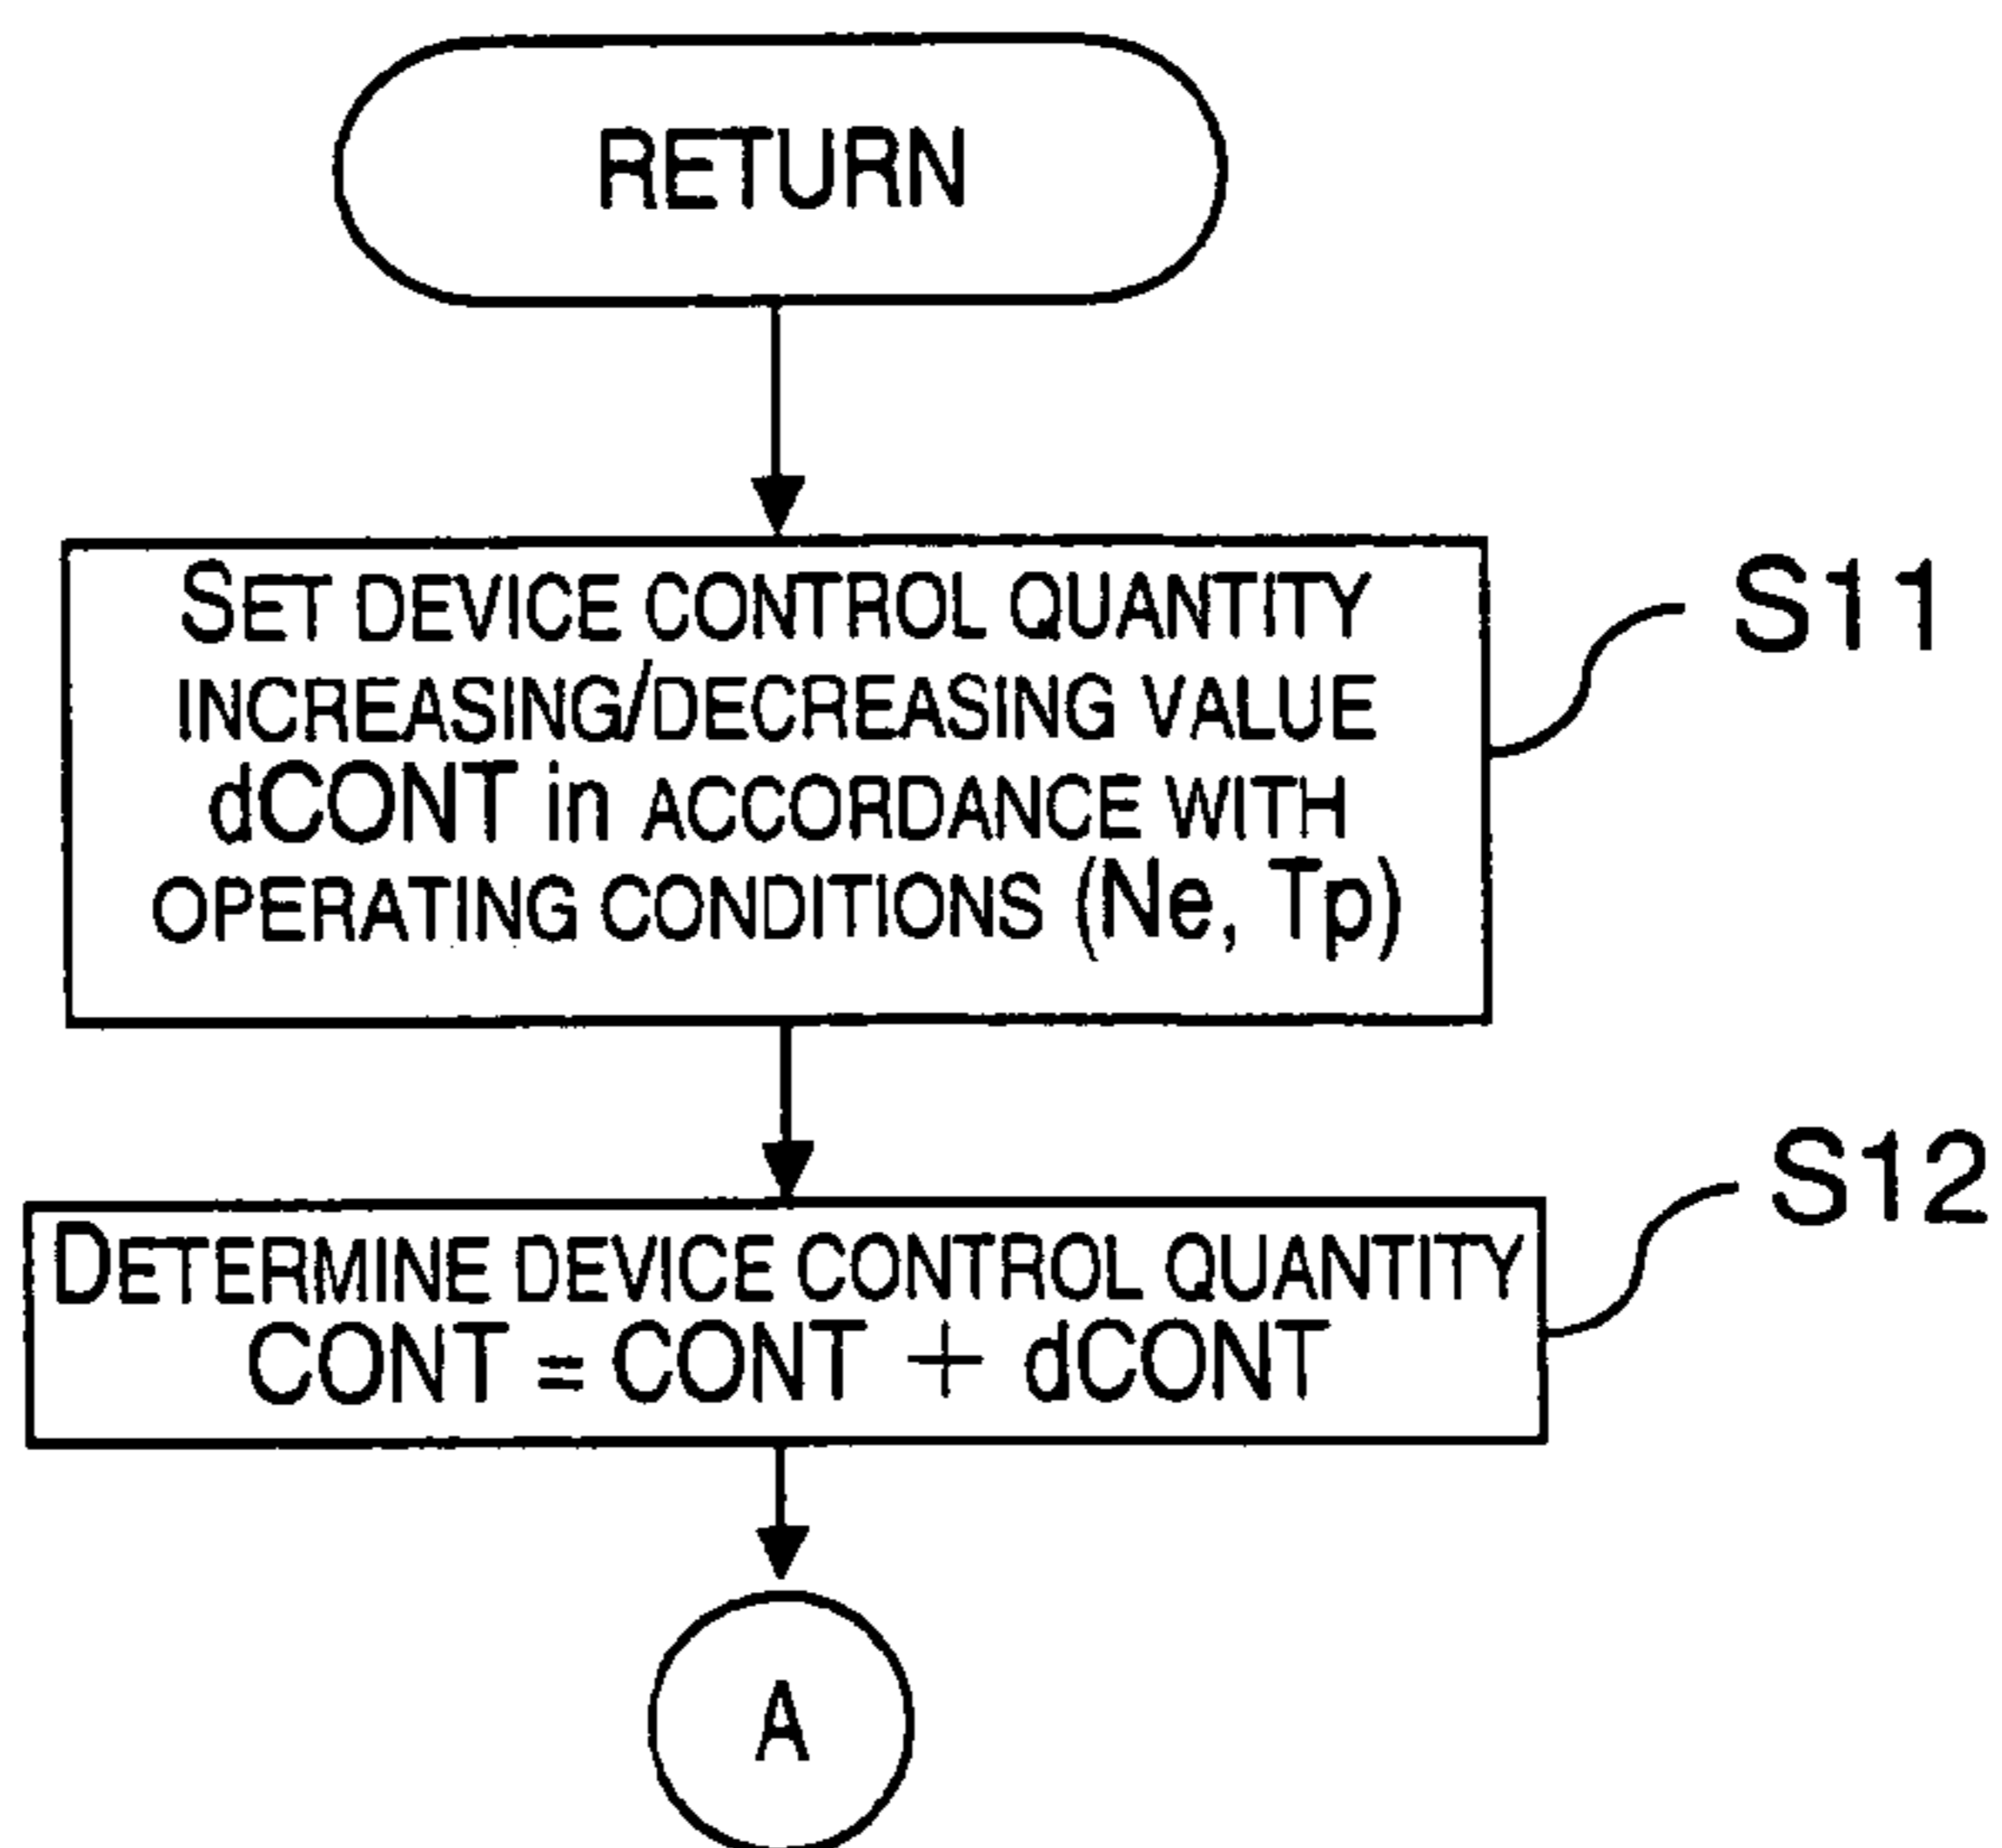 RETURN
SET DEVICE CONTROL QUANTITY
INCREASING/DECREASING VALUE
dCONT in ACCORDANCE WITH
OPERATING CONDITIONS (Ne, Tp)
S11
DETERMINE DEVICE CONTROL QUANTITY
CONT = CONT + dCONT
S12
A